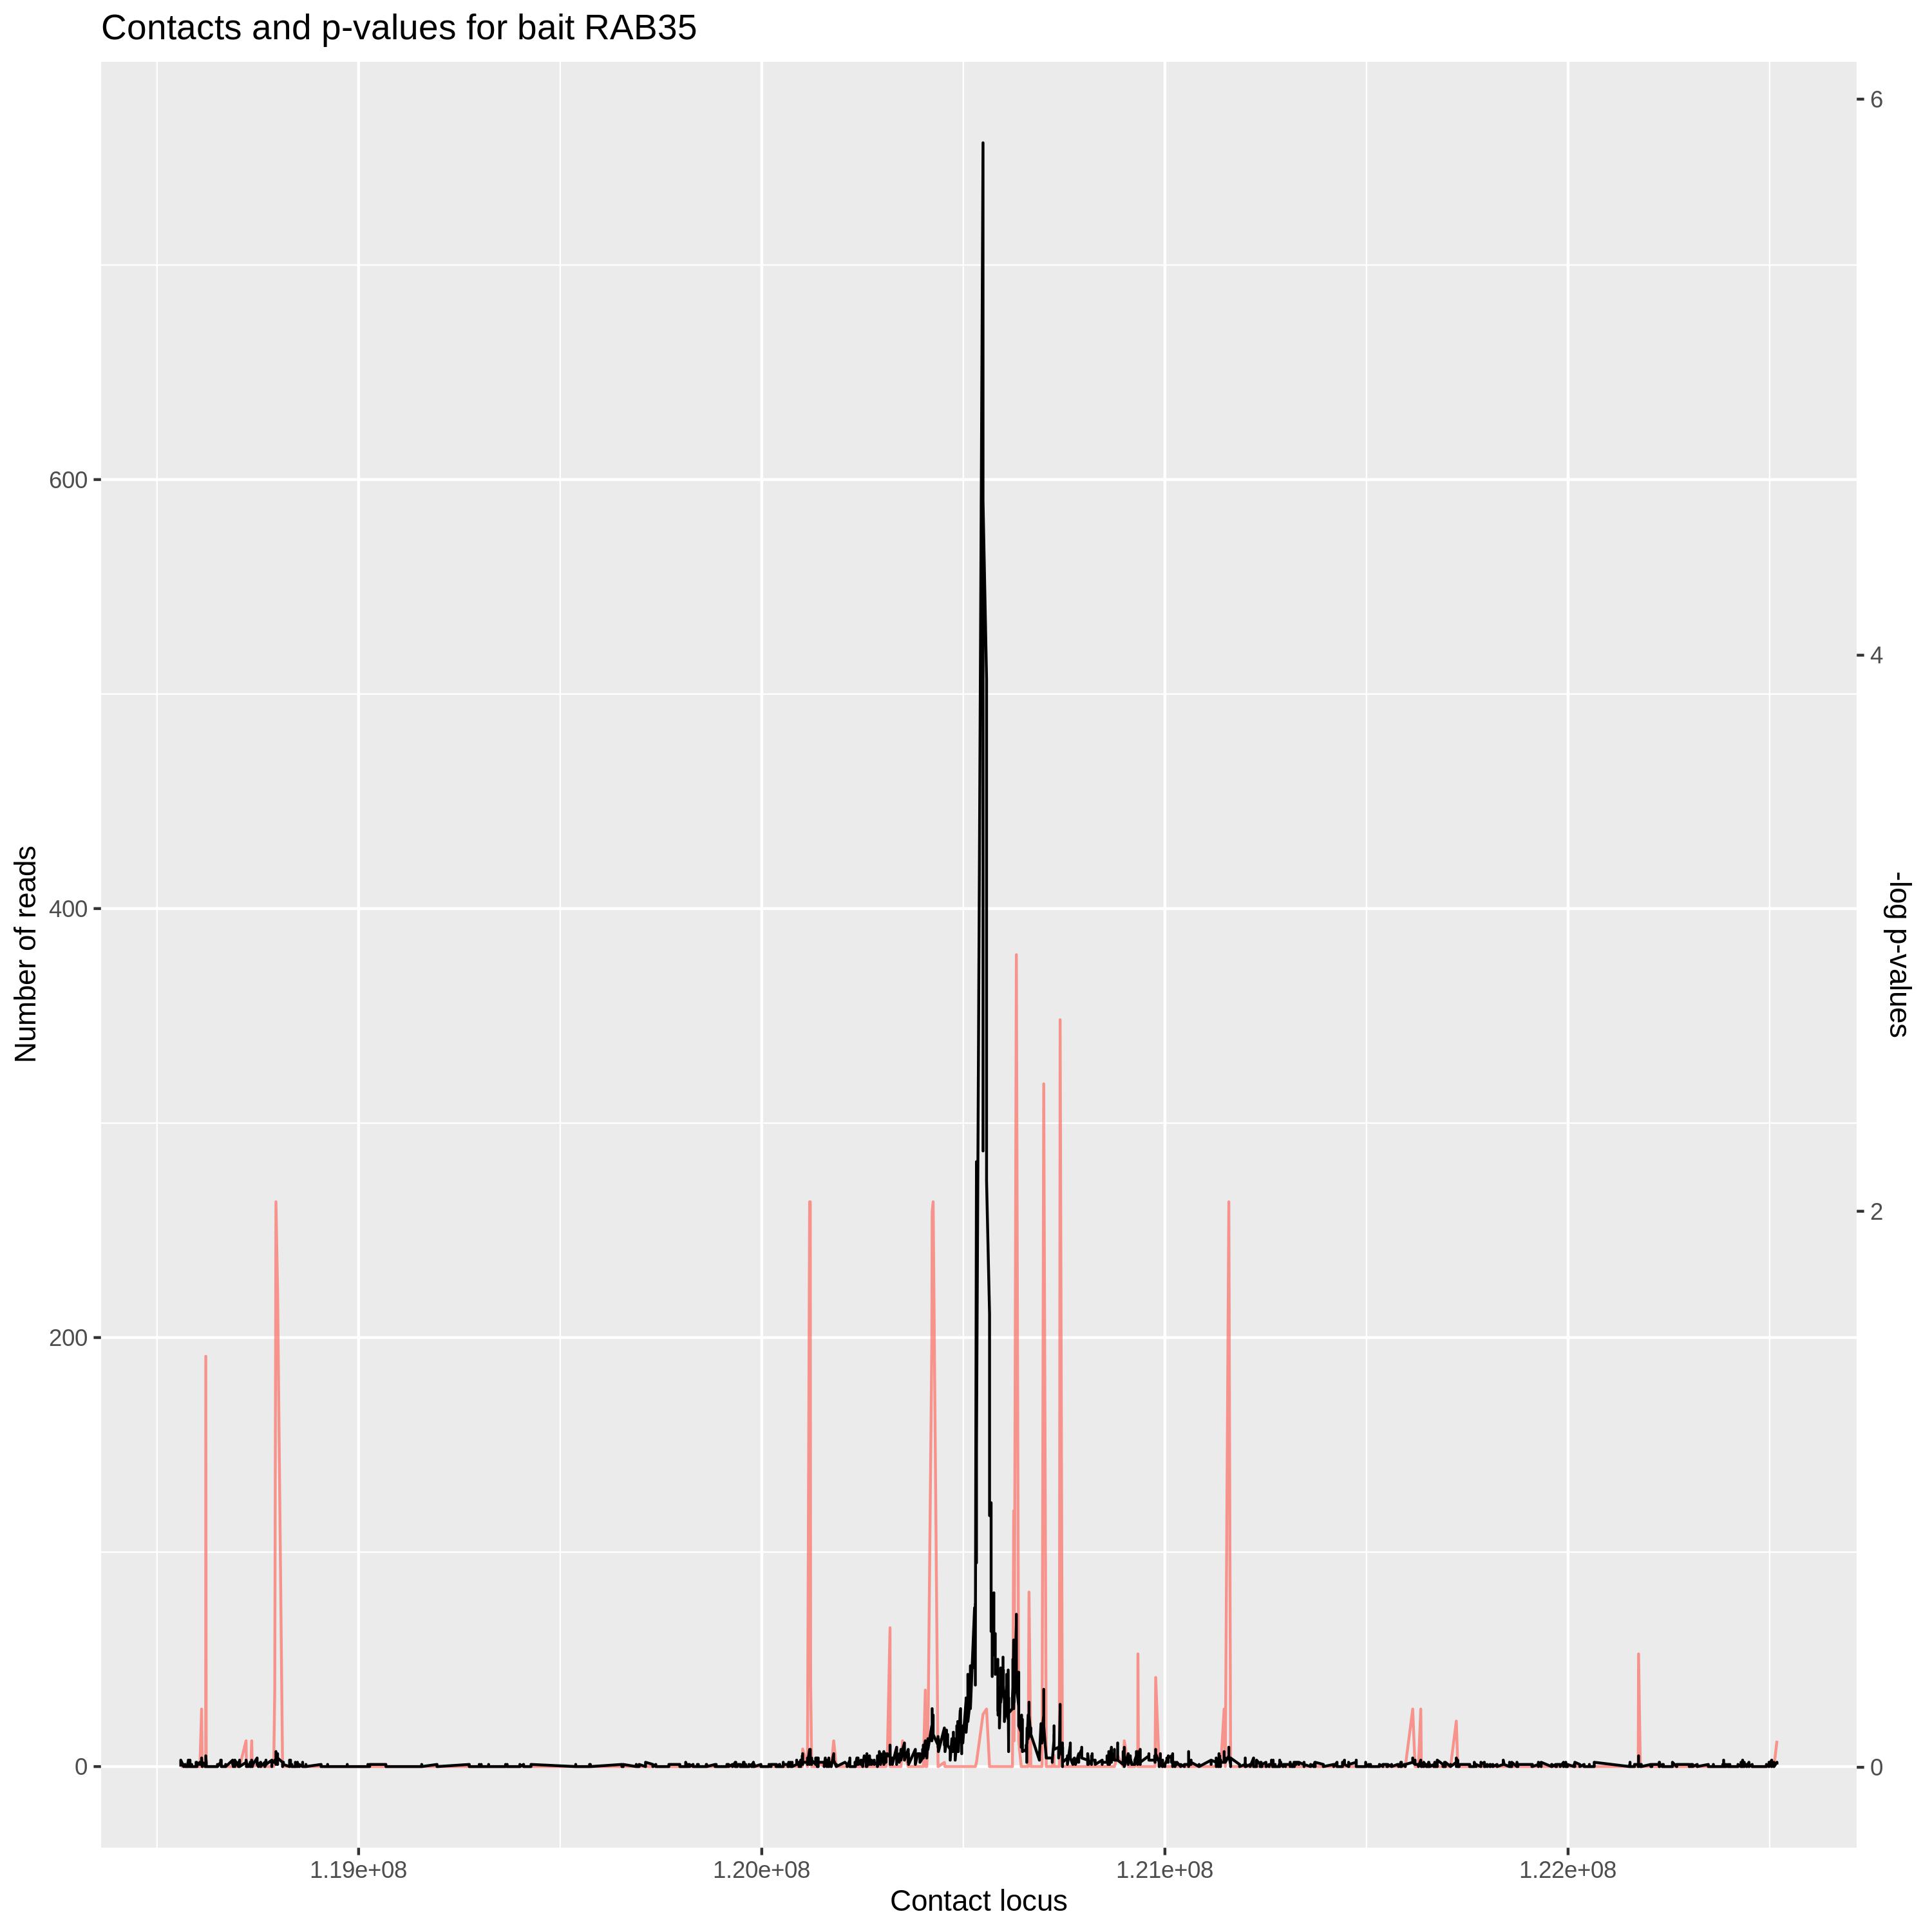 Contacts and p-values for bait RAB35
6
600
4
Number of reads
400
-log p-values
2
200
0
0
1.19e+08
1.20e+08
1.21e+08
1.22e+08
Contact locus